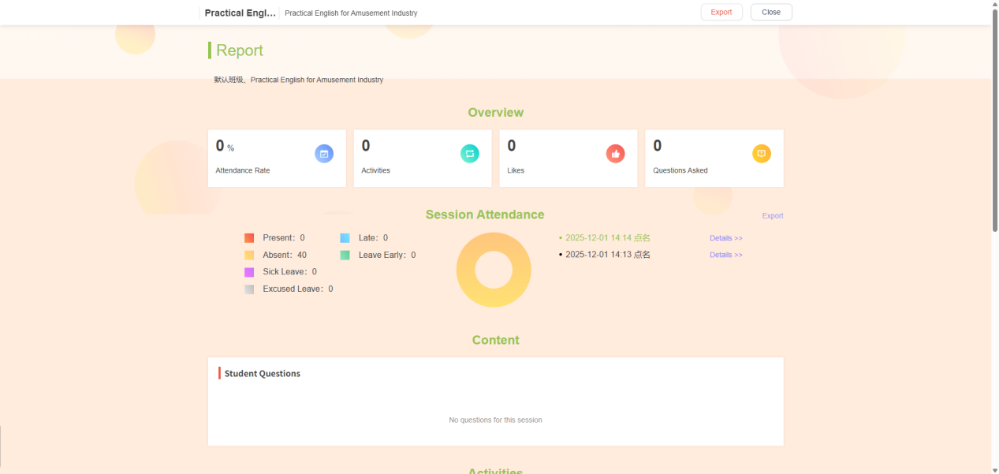 Practical Engl... Practical English for Amusement Industry Export Close
Report
默认班级、Practical English for Amusement Industry
Overview
0 % 0 0 0
Attendance Rate Activities Likes Questions Asked
Session Attendance Export
Present：0 Late：0 • 2025-12-01 14:14 点名 Details >>
Absent：40 Leave Early：0 • 2025-12-01 14:13 点名 Details >>
Sick Leave：0
Excused Leave：0
Content
Student Questions
No questions for this session
Activities